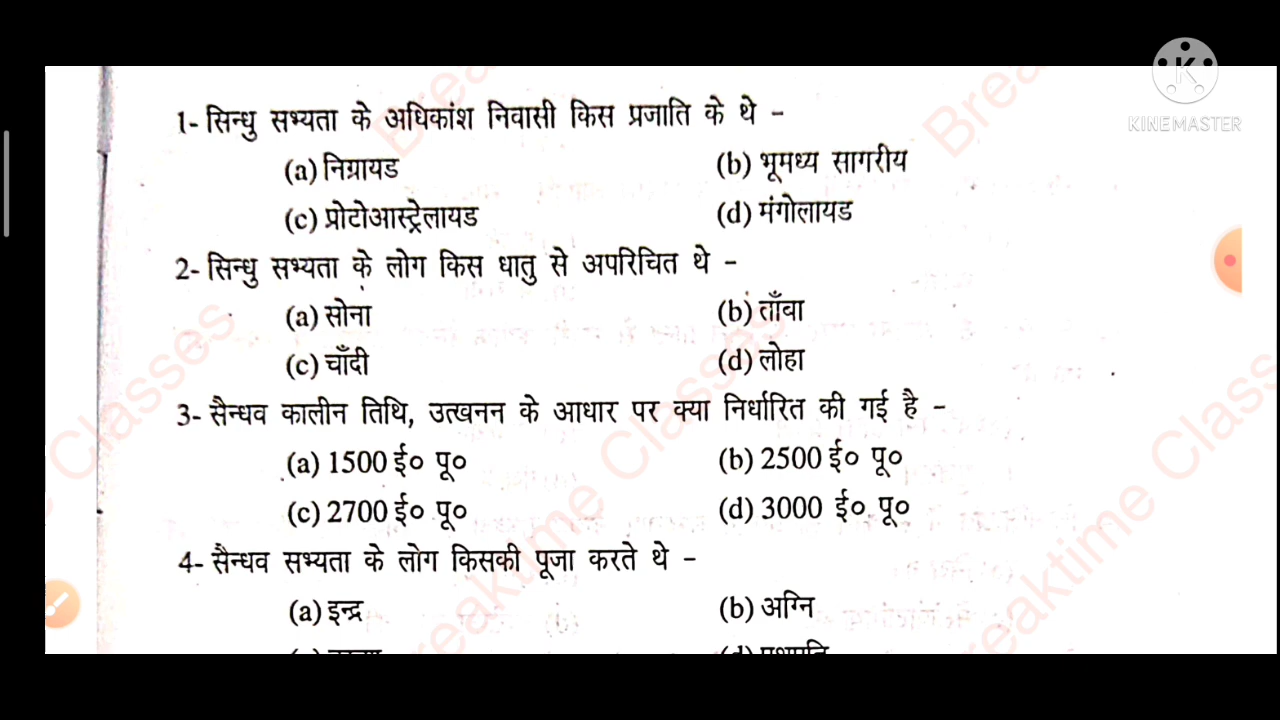 KINEMASTER
1- सिन्धु सभ्यता के अधिकांश निवासी किस प्रजाति के थे -
(a) निग्रायड (b) भूमध्य सागरीय
(c) प्रोटोआस्ट्रेलायड (d) मंगोलायड
2- सिन्धु सभ्यता के लोग किस धातु से अपरिचित थे -
(a) सोना (b) ताँबा
(c) चाँदी (d) लोहा
3- सैन्धव कालीन तिथि, उत्खनन के आधार पर क्या निर्धारित की गई है -
(a) 1500 ई० पू० (b) 2500 ई० पू०
(c) 2700 ई० पू० (d) 3000 ई० पू०
4- सैन्धव सभ्यता के लोग किसकी पूजा करते थे -
(a) इन्द्र (b) अग्नि
Breaktime Classes